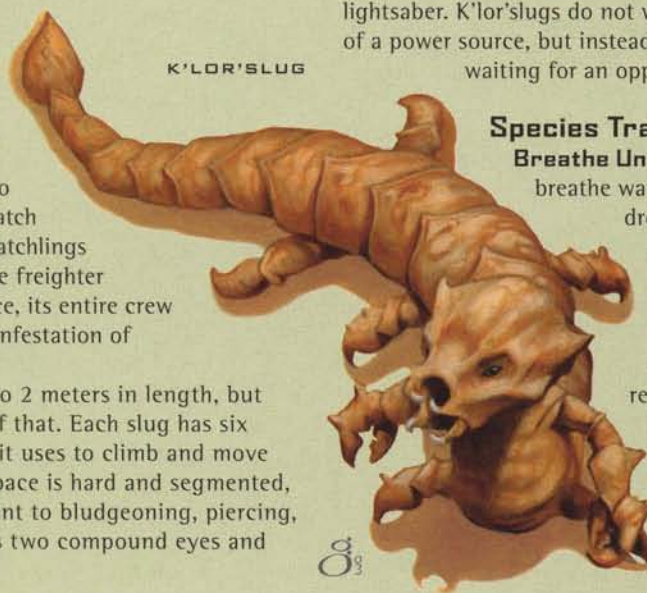 K'LOR'SLUG
o
atch
atchlings
e freighter
ce, its entire crew
nfestation of
o 2 meters in length, but
f that. Each slug has six
it uses to climb and move
pace is hard and segmented,
nt to bludgeoning, piercing,
s two compound eyes and
lightsaber. K'lor'slugs do not v
of a power source, but instead
waiting for an opp
Species Tra
Breathe Un
breathe wa
dro
re